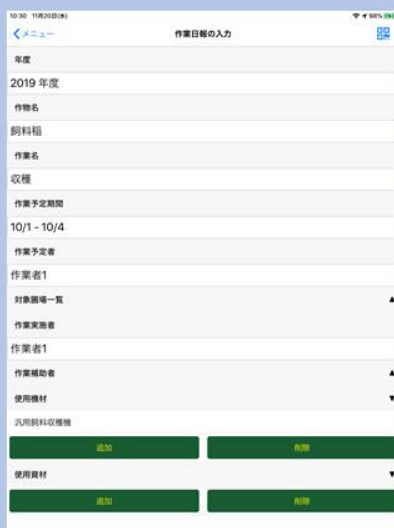 10:30 11月20日(水) 98%
メニュー 作業日報の入力
年度
2019 年度
作物名
飼料稲
作業名
収穫
作業予定期間
10/1 - 10/4
作業予定者
作業者1
対象圃場一覧 ▲
作業実施者
作業者1
作業補助者 ▲
使用機材 ▼
汎用飼料収穫機
追加 削除
使用資材 ▼
追加 削除